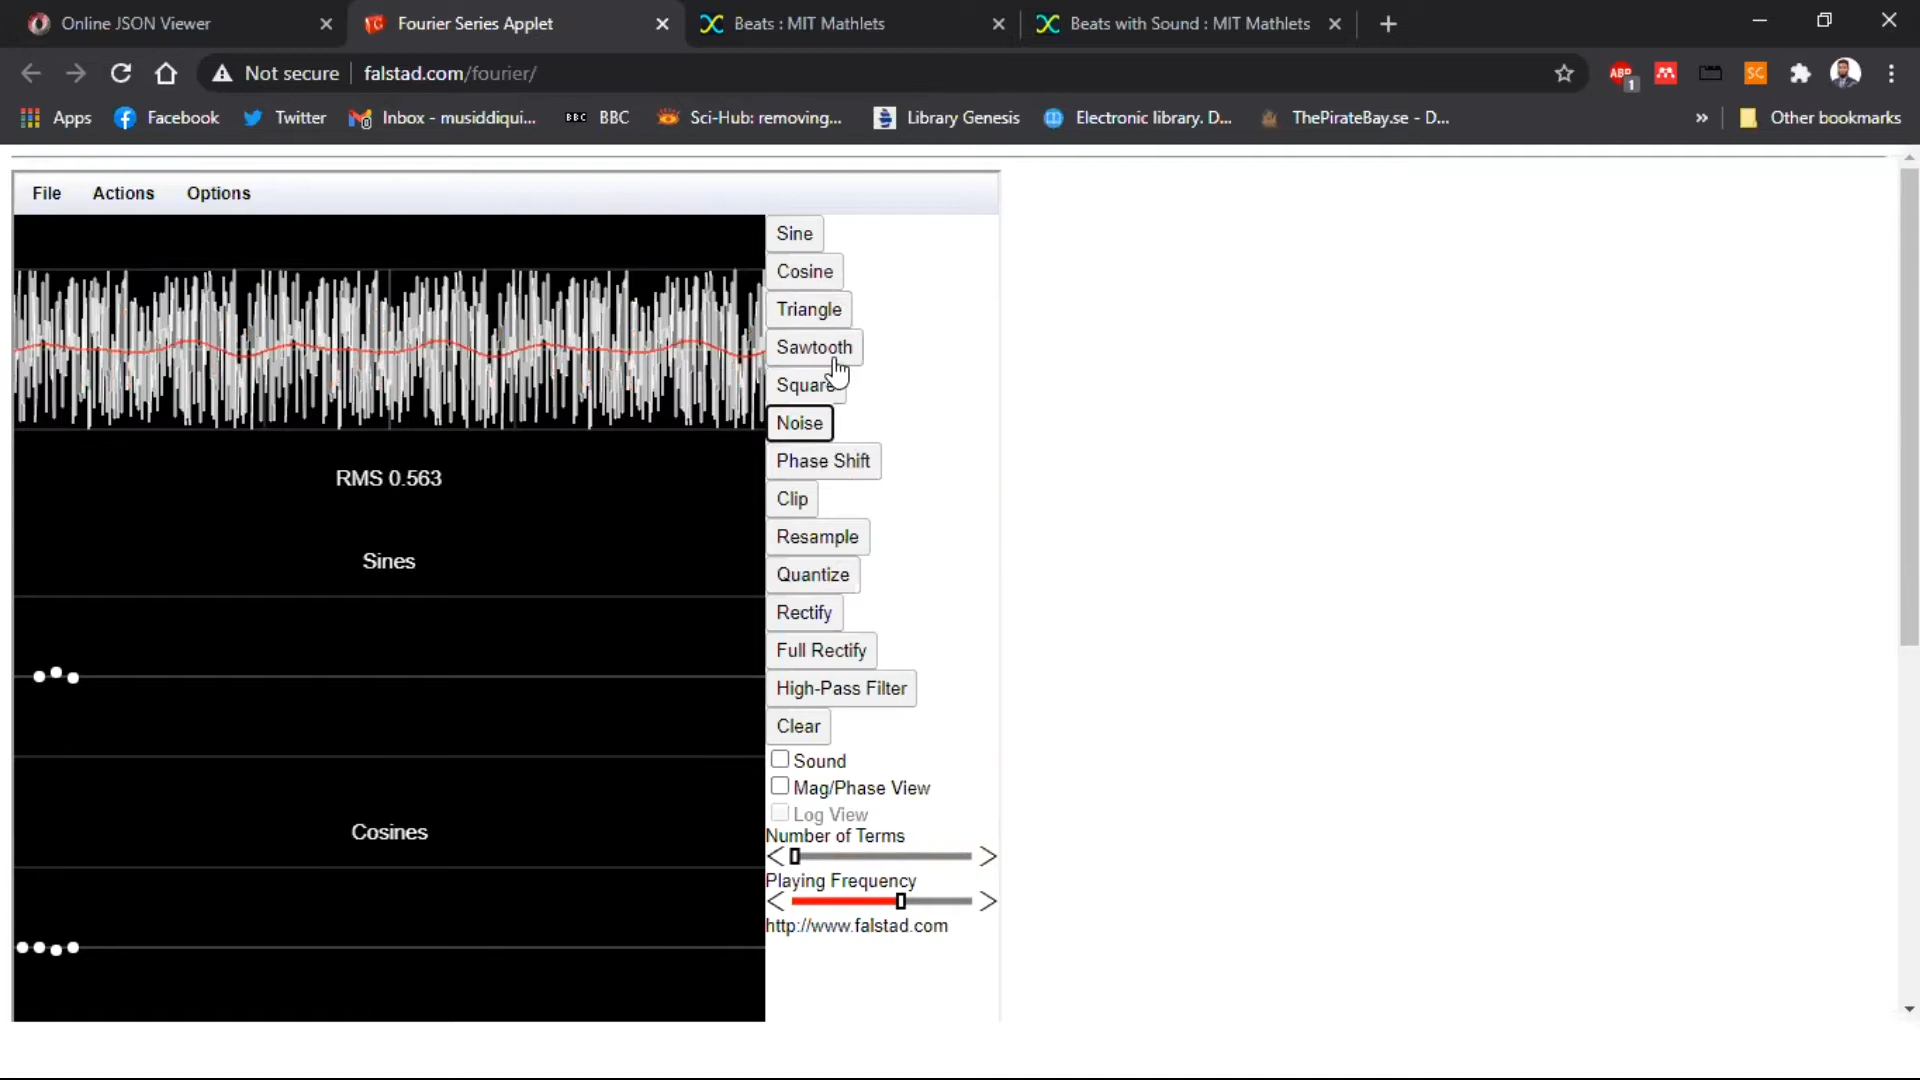 Online JSON Viewer
Fourier Series Applet
Beats : MIT Mathlets
Beats with Sound : MIT Mathlets
Not secure
falstad.com/fourier/
ABP
1
SC
Apps
Facebook
Twitter
Inbox - musiddiqui...
BBC BBC
Sci-Hub: removing...
Library Genesis
Electronic library. D...
ThePirateBay.se - D...
»
Other bookmarks
File Actions Options
Sine
Cosine
Triangle
Sawtooth
Square
Noise
Phase Shift
Clip
Resample
Quantize
Rectify
Full Rectify
High-Pass Filter
Clear
Sound
Mag/Phase View
Log View
Number of Terms
Playing Frequency
http://www.falstad.com
RMS 0.563
Sines
Cosines